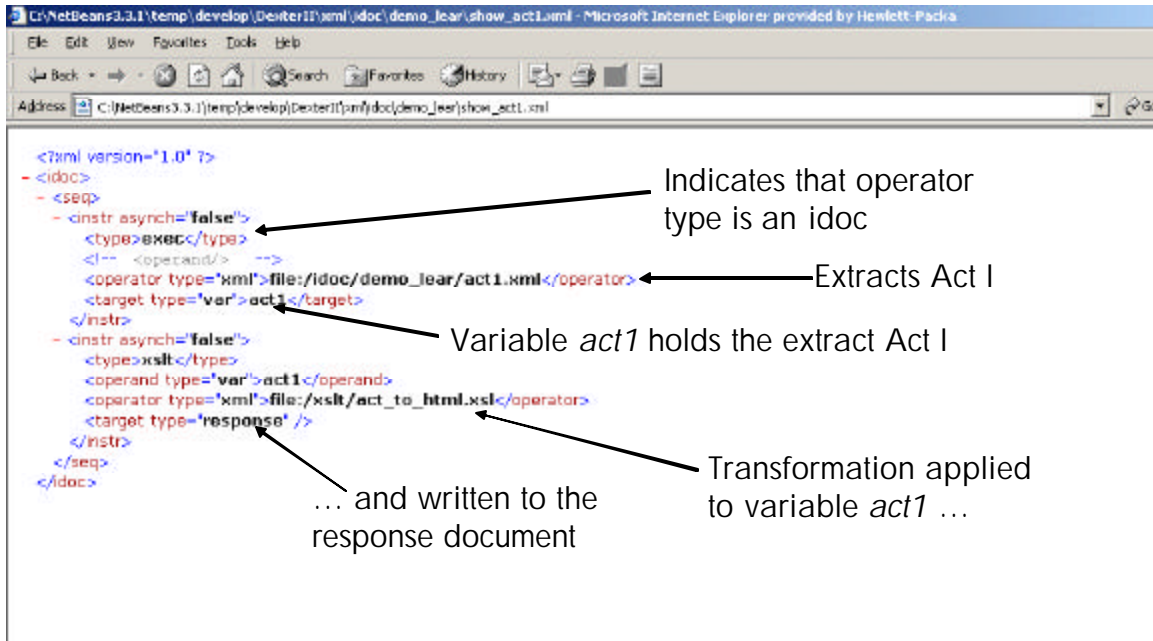 C:\NetBeans3.3.1\temp\develop\DexterII\xml\idoc\demo_lear\show_act1.xml - Microsoft Internet Explorer provided by Hewlett-Packa
File Edit View Favorites Tools Help
Back Search Favorites History
Address C:\NetBeans3.3.1\temp\develop\DexterII\xml\idoc\demo_lear\show_act1.xml
<?xml version="1.0" ?>
- <idoc>
- <seq>
- <instr asynch="false">
<type>exec</type>
<!-- <operand/> -->
<operator type="xml">file:/idoc/demo_lear/act1.xml</operator>
<target type="var">act1</target>
</instr>
- <instr asynch="false">
<type>xslt</type>
<operand type="var">act1</operand>
<operator type="xml">file:/xslt/act_to_html.xsl</operator>
<target type="response" />
</instr>
</seq>
</idoc>
Indicates that operator
type is an idoc
Extracts Act I
Variable act1 holds the extract Act I
Transformation applied
to variable act1 …
… and written to the
response document